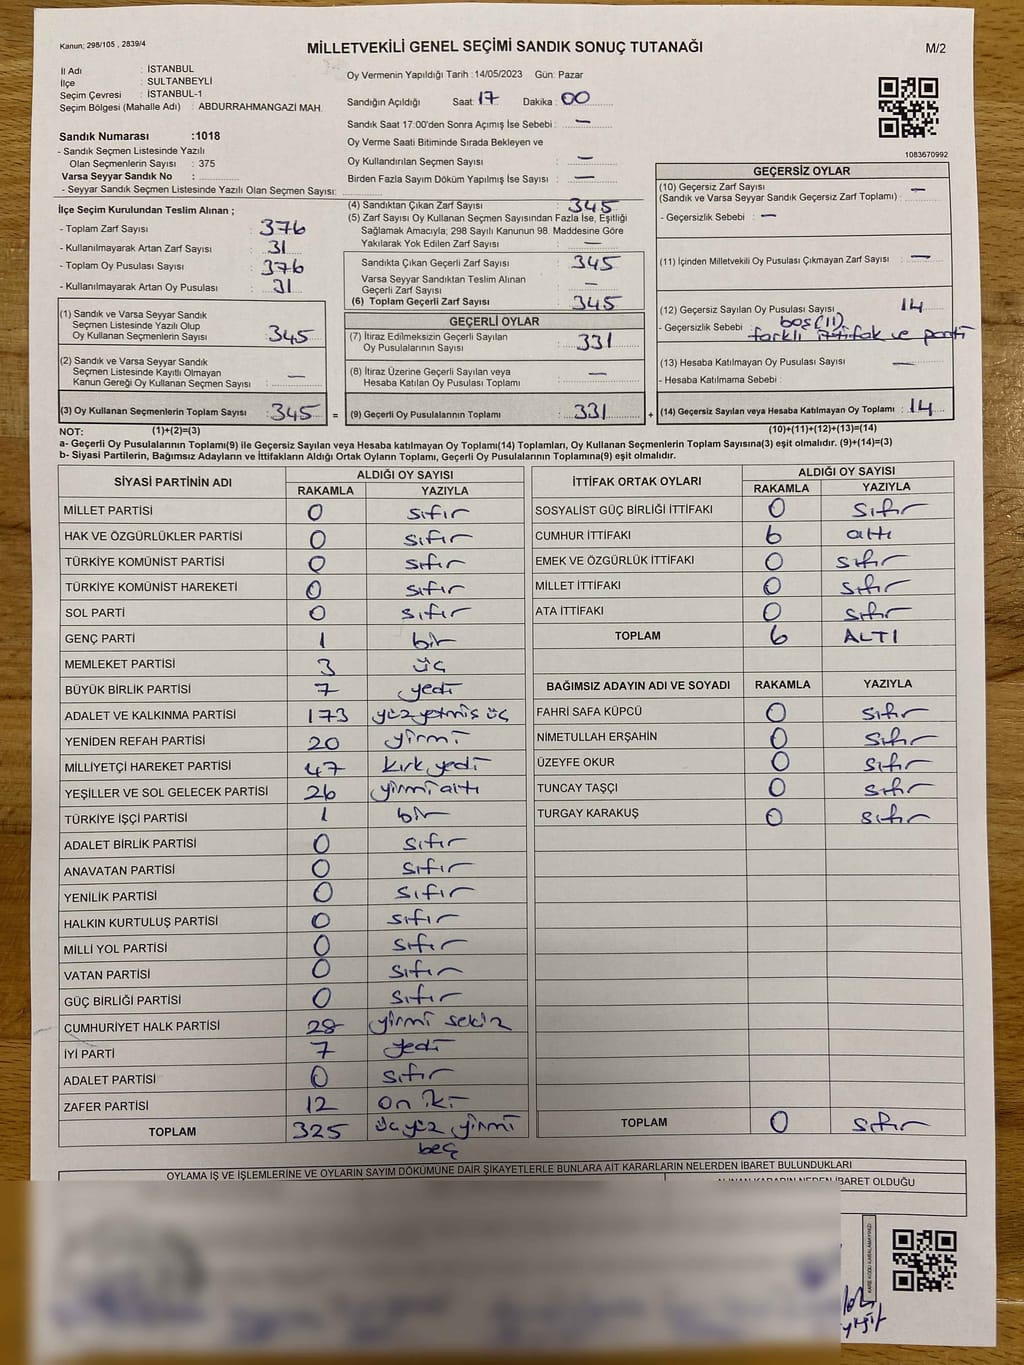 Kanun; 298/105 , 2839/4
MİLLETVEKİLİ GENEL SEÇİMİ SANDIK SONUÇ TUTANAĞI
M/2
İl Adı : İSTANBUL
İlçe : SULTANBEYLİ
Seçim Çevresi : İSTANBUL-1
Seçim Bölgesi (Mahalle Adı) : ABDURRAHMANGAZİ MAH.
Sandık Numarası :1018
- Sandık Seçmen Listesinde Yazılı
Olan Seçmenlerin Sayısı : 375
Varsa Seyyar Sandık No :
- Seyyar Sandık Seçmen Listesinde Yazılı Olan Seçmen Sayısı:
Oy Vermenin Yapıldığı Tarih :14/05/2023 Gün: Pazar
Sandığın Açıldığı Saat: 17 Dakika : 00
Sandık Saat 17:00'den Sonra Açımış İse Sebebi : —
Oy Verme Saati Bitiminde Sırada Bekleyen ve
Oy Kullandırılan Seçmen Sayısı : —
Birden Fazla Sayım Döküm Yapılmış İse Sayısı : —
1083670992
İlçe Seçim Kurulundan Teslim Alınan ;
- Toplam Zarf Sayısı : 376
- Kullanılmayarak Artan Zarf Sayısı : 31
- Toplam Oy Pusulası Sayısı : 376
- Kullanılmayarak Artan Oy Pusulası : 31
(1) Sandık ve Varsa Seyyar Sandık
Seçmen Listesinde Yazılı Olup
Oy Kullanan Seçmenlerin Sayısı : 345
(2) Sandık ve Varsa Seyyar Sandık
Seçmen Listesinde Kayıtlı Olmayan
Kanun Gereği Oy Kullanan Seçmen Sayısı : —
(3) Oy Kullanan Seçmenlerin Toplam Sayısı : 345 =
(4) Sandıktan Çıkan Zarf Sayısı : 345
(5) Zarf Sayısı Oy Kullanan Seçmen Sayısından Fazla İse, Eşitliği
Sağlamak Amacıyla; 298 Sayılı Kanunun 98. Maddesine Göre
Yakılarak Yok Edilen Zarf Sayısı : —
Sandıkta Çıkan Geçerli Zarf Sayısı : 345
Varsa Seyyar Sandıktan Teslim Alınan
Geçerli Zarf Sayısı : —
(6) Toplam Geçerli Zarf Sayısı : 345
GEÇERLİ OYLAR
(7) İtiraz Edilmeksizin Geçerli Sayılan
Oy Pusulalarının Sayısı : 331
(8) İtiraz Üzerine Geçerli Sayılan veya
Hesaba Katılan Oy Pusulası Toplamı : —
(9) Geçerli Oy Pusulalarının Toplamı : 331 +
GEÇERSİZ OYLAR
(10) Geçersiz Zarf Sayısı : —
(Sandık ve Varsa Seyyar Sandık Geçersiz Zarf Toplamı)
- Geçersizlik Sebebi : —
(11) İçinden Milletvekili Oy Pusulası Çıkmayan Zarf Sayısı : —
(12) Geçersiz Sayılan Oy Pusulası Sayısı : 14
- Geçersizlik Sebebi : boş(11)
farklı ittifak ve parti
(13) Hesaba Katılmayan Oy Pusulası Sayısı : —
- Hesaba Katılmama Sebebi :
(14) Geçersiz Sayılan veya Hesaba Katılmayan Oy Toplamı : 14
NOT: (1)+(2)=(3) (10)+(11)+(12)+(13)=(14)
a- Geçerli Oy Pusulalarının Toplamı(9) ile Geçersiz Sayılan veya Hesaba katılmayan Oy Toplamı(14) Toplamları, Oy Kullanan Seçmenlerin Toplam Sayısına(3) eşit olmalıdır. (9)+(14)=(3)
b- Siyasi Partilerin, Bağımsız Adayların ve İttifakların Aldığı Ortak Oyların Toplamı, Geçerli Oy Pusulalarının Toplamına(9) eşit olmalıdır.
SİYASİ PARTİNİN ADI ALDIĞI OY SAYISI
RAKAMLA YAZIYLA
MİLLET PARTİSİ 0 sıfır
HAK VE ÖZGÜRLÜKLER PARTİSİ 0 sıfır
TÜRKİYE KOMÜNİST PARTİSİ 0 sıfır
TÜRKİYE KOMÜNİST HAREKETİ 0 sıfır
SOL PARTİ 0 sıfır
GENÇ PARTİ 1 bir
MEMLEKET PARTİSİ 3 üç
BÜYÜK BİRLİK PARTİSİ 7 yedi
ADALET VE KALKINMA PARTİSİ 173 yüzyetmiş üç
YENİDEN REFAH PARTİSİ 20 yirmi
MİLLİYETÇİ HAREKET PARTİSİ 47 kırk yedi
YEŞİLLER VE SOL GELECEK PARTİSİ 26 yirmi altı
TÜRKİYE İŞÇİ PARTİSİ 1 bir
ADALET BİRLİK PARTİSİ 0 sıfır
ANAVATAN PARTİSİ 0 sıfır
YENİLİK PARTİSİ 0 sıfır
HALKIN KURTULUŞ PARTİSİ 0 sıfır
MİLLİ YOL PARTİSİ 0 sıfır
VATAN PARTİSİ 0 sıfır
GÜÇ BİRLİĞİ PARTİSİ 0 sıfır
CUMHURİYET HALK PARTİSİ 28 yirmi sekiz
İYİ PARTİ 7 yedi
ADALET PARTİSİ 0 sıfır
ZAFER PARTİSİ 12 on iki
TOPLAM 325 üçyüz yirmi
beş
İTTİFAK ORTAK OYLARI ALDIĞI OY SAYISI
RAKAMLA YAZIYLA
SOSYALİST GÜÇ BİRLİĞİ İTTİFAKI 0 sıfır
CUMHUR İTTİFAKI 6 altı
EMEK VE ÖZGÜRLÜK İTTİFAKI 0 sıfır
MİLLET İTTİFAKI 0 sıfır
ATA İTTİFAKI 0 sıfır
TOPLAM 6 ALTI
BAĞIMSIZ ADAYIN ADI VE SOYADI RAKAMLA YAZIYLA
FAHRİ SAFA KÜPCÜ 0 sıfır
NİMETULLAH ERŞAHİN 0 sıfır
ÜZEYFE OKUR 0 sıfır
TUNCAY TAŞÇI 0 sıfır
TURGAY KARAKUŞ 0 sıfır
TOPLAM 0 sıfır
OYLAMA İŞ VE İŞLEMLERİNE VE OYLARIN SAYIM DÖKÜMÜNE DAİR ŞİKAYETLERLE BUNLARA AİT KARARLARIN NELERDEN İBARET BULUNDUKLARI
ALINAN KARARIN NEDEN İBARET OLDUĞU
KARE KODU KARALAMAYINIZ!